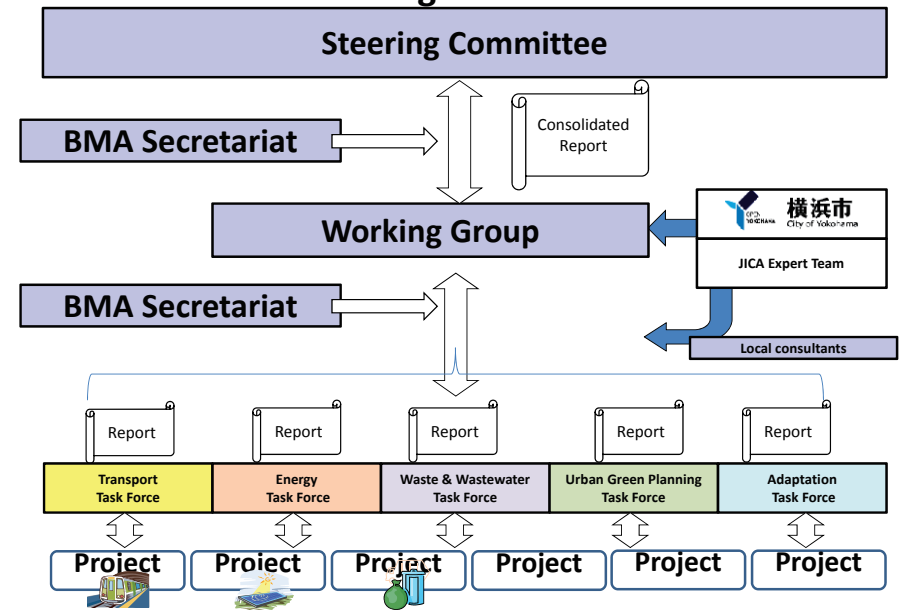 Steering Committee
Consolidated
Report
BMA Secretariat
Working Group
OPEN
YOKOHAMA
横浜市
City of Yokohama
JICA Expert Team
BMA Secretariat
Local consultants
Report
Report
Report
Report
Report
Transport
Task Force
Energy
Task Force
Waste & Wastewater
Task Force
Urban Green Planning
Task Force
Adaptation
Task Force
Project
Project
Project
Project
Project
Project